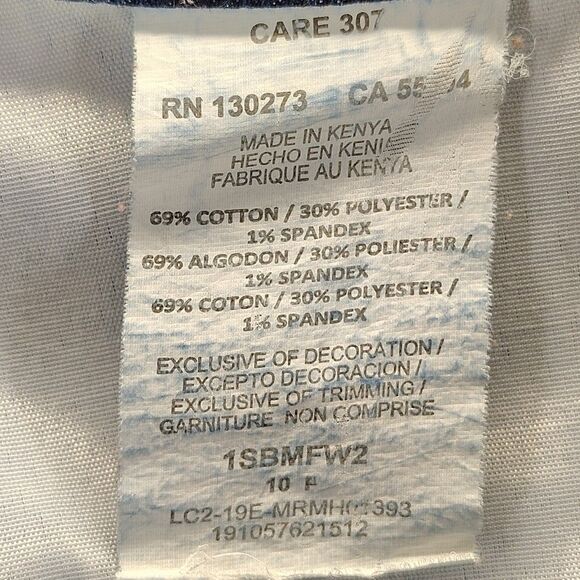 CARE 307
RN 130273 CA
MADE IN KENYA
HECHO EN
FABRIQUE AU KENYA
69% COTTON / 30% POLYESTER /
1% SPANDEX
69% ALGODON / 30% POLIESTER /
1% SPANDEX
69% COTON / 30% POLYESTER /
1% SPANDEX
EXCLUSIVE OF DECORATION /
EXCEPTO DECORACION /
EXCLUSIVE OF TRIMMING /
GARNITURE NON COMPRISE
1SBMFW2
10
191057621512